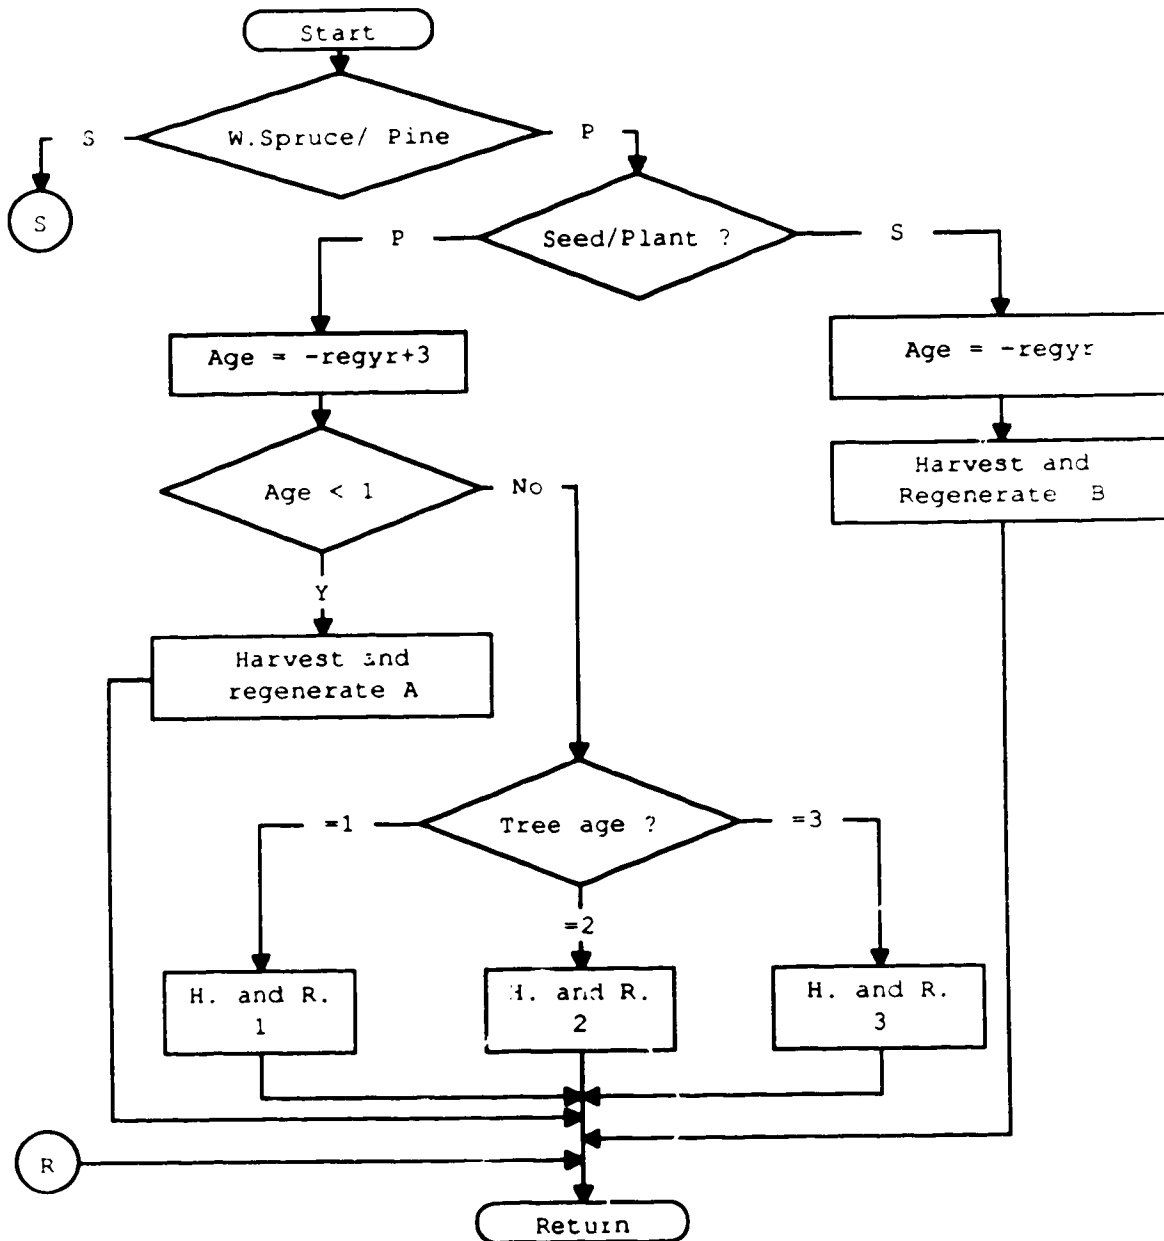 Start
W.Spruce/ Pine
S
P
S
Seed/Plant ?
P
S
Age = -regyr+3
Age = -regyr
Age < 1
No
Harvest and
Regenerate B
Y
Harvest and
regenerate A
Tree age ?
=1
=3
=2
H. and R.
1
H. and R.
2
H. and R.
3
R
Return